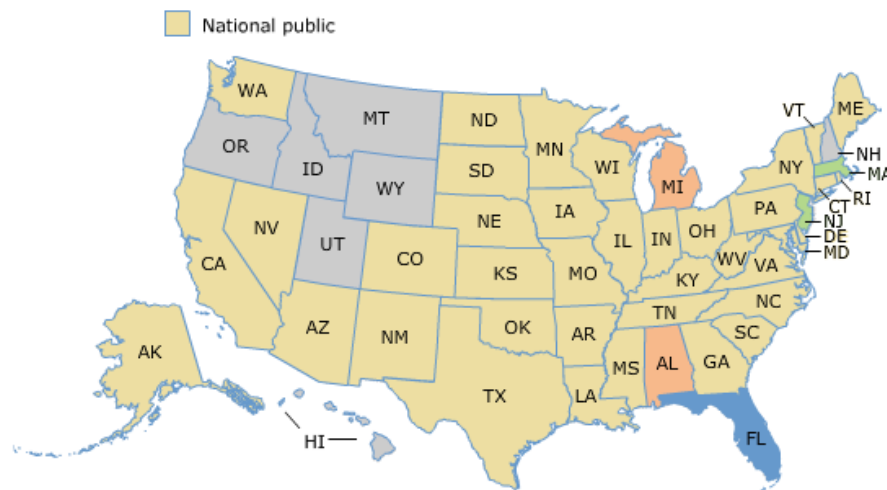 National public
WA
MT
ND
MN
VT
ME
OR
ID
SD
WI
MI
NY
NH
MA
WY
RI
CT
NV
UT
NE
IA
PA
NJ
DE
MD
CA
CO
KS
IL
IN
OH
MO
WV
VA
KY
NC
AZ
NM
OK
AR
TN
SC
AK
TX
LA
MS
AL
GA
HI
FL